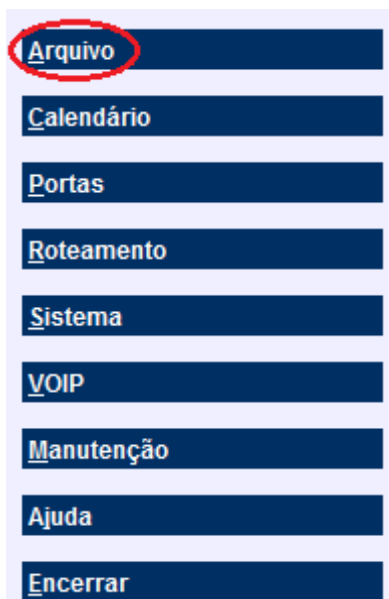 Arquivo
Calendário
Portas
Roteamento
Sistema
VOIP
Manutenção
Ajuda
Encerrar